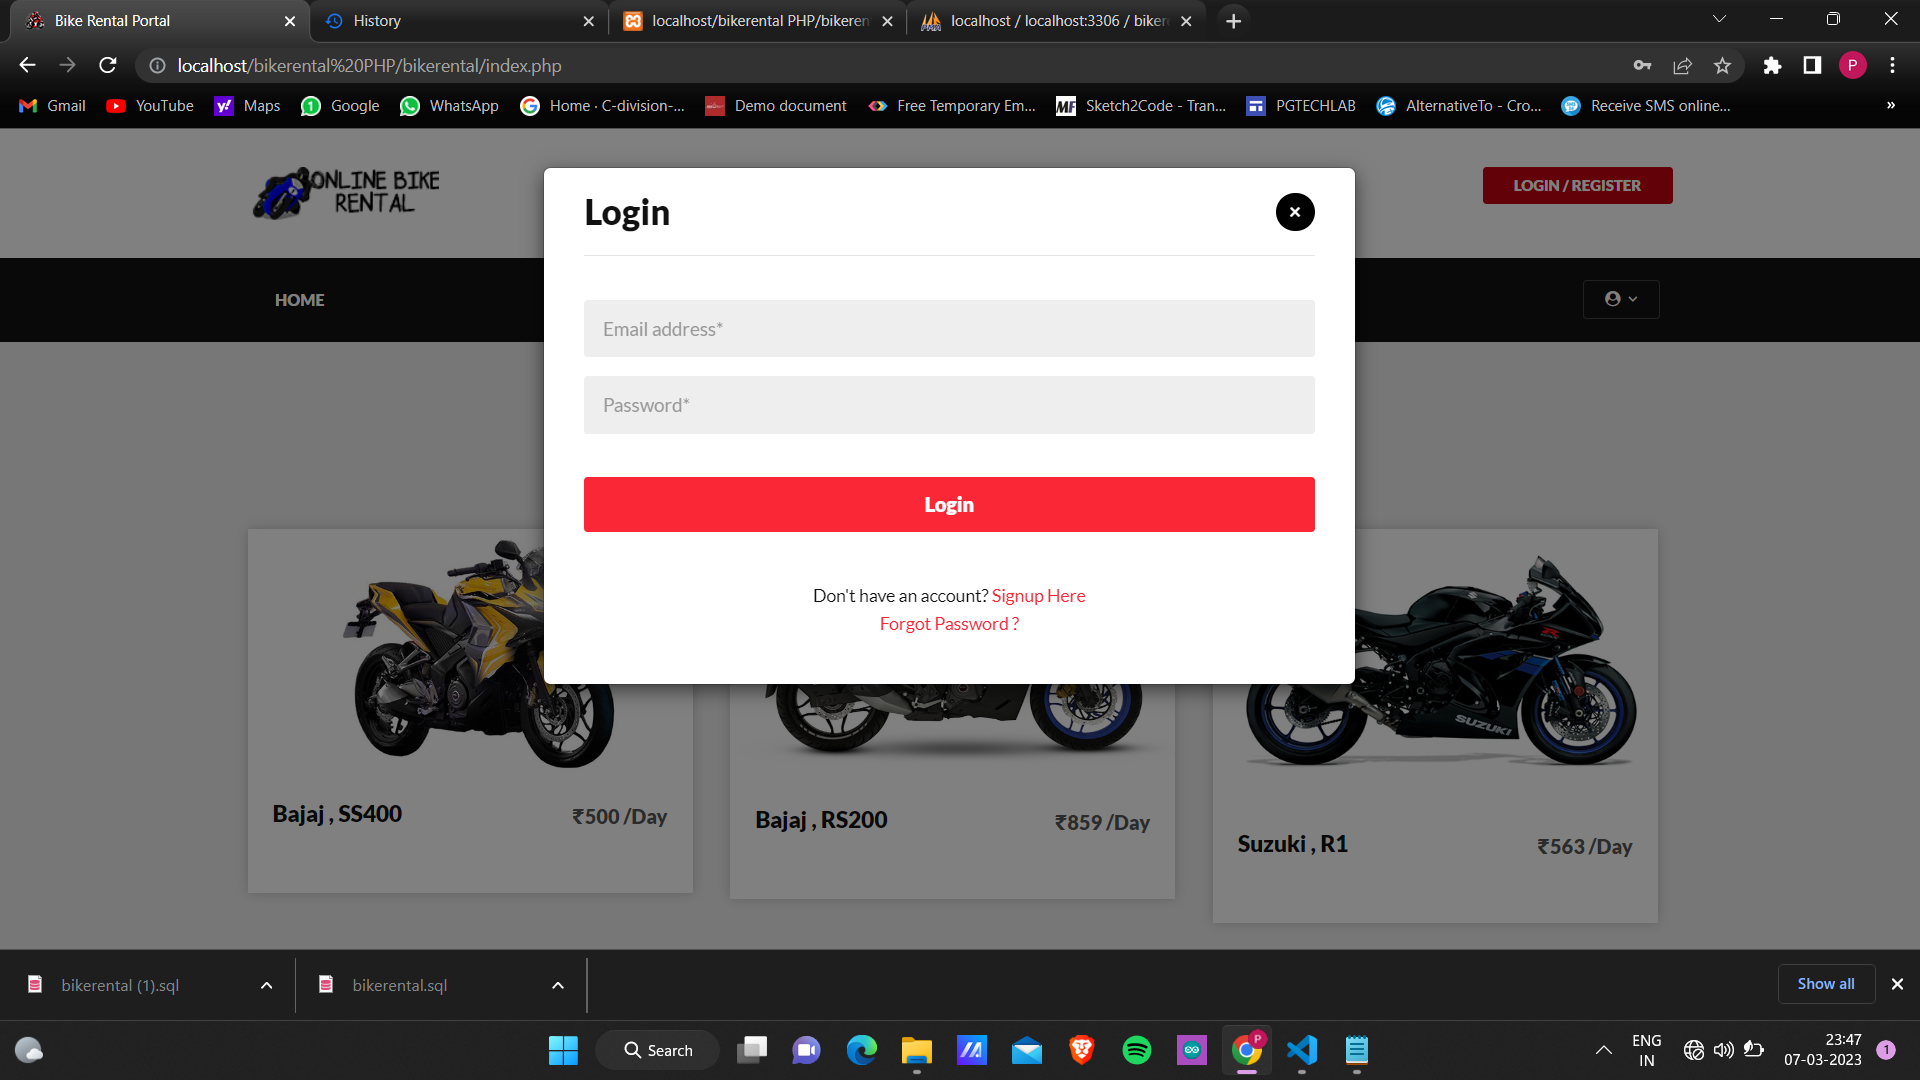 Bike Rental Portal
History
localhost/bikerental PHP/bikeren
localhost / localhost:3306 / biker
localhost/bikerental%20PHP/bikerental/index.php
P
Gmail
YouTube
Maps
Google
WhatsApp
Home · C-division-...
Demo document
Free Temporary Em...
Sketch2Code - Tran...
PGTECHLAB
AlternativeTo - Cro...
Receive SMS online...
»
ONLINE BIKE
RENTAL
LOGIN / REGISTER
HOME
Login
Email address*
Password*
Login
Don't have an account? Signup Here
Forgot Password ?
SUZUKI
Bajaj , SS400
₹500 /Day
Bajaj , RS200
₹859 /Day
Suzuki , R1
₹563 /Day
bikerental (1).sql
bikerental.sql
Show all
Search
P
ENG
IN
23:47
07-03-2023
1